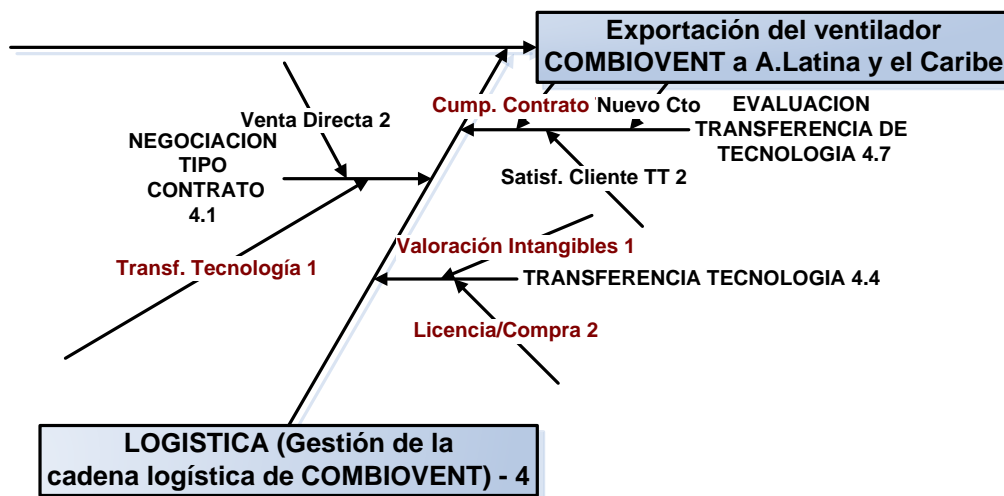 Exportación del ventilador
COMBIOVENT a A.Latina y el Caribe
Cump. Contrato
Nuevo Cto
EVALUACION
TRANSFERENCIA DE
TECNOLOGIA 4.7
Venta Directa 2
NEGOCIACION
TIPO
CONTRATO
4.1
Satisf. Cliente TT 2
Transf. Tecnología 1
Valoración Intangibles 1
TRANSFERENCIA TECNOLOGIA 4.4
Licencia/Compra 2
LOGISTICA (Gestión de la
cadena logística de COMBIOVENT) - 4